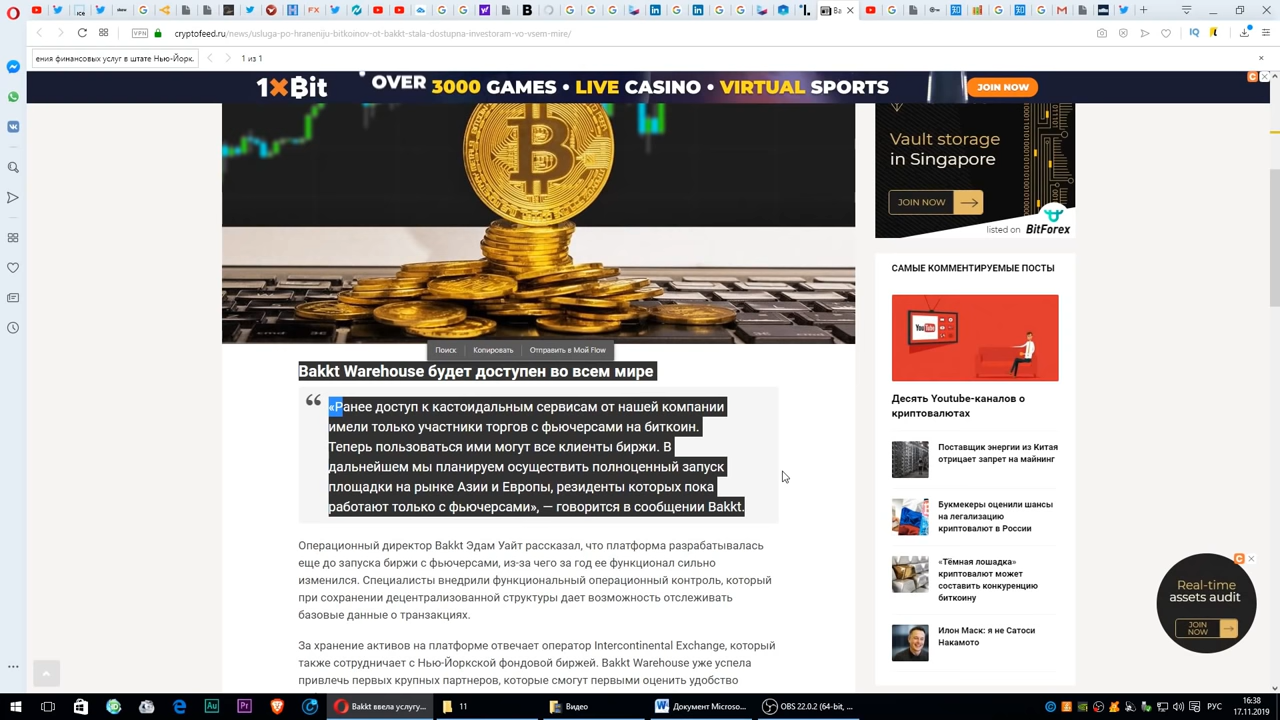 ice
dune
FX
Ba
VPN
cryptofeed.ru/news/usluga-po-hraneniju-bitkoinov-ot-bakkt-stala-dostupna-investoram-vo-vsem-mire/
IQ
ения финансовых услуг в штате Нью-Йорк.
1 из 1
1XBit
OVER 3000 GAMES • LIVE CASINO • VIRTUAL SPORTS
JOIN NOW
Vault storage
in Singapore
JOIN NOW
listed on BitForex
САМЫЕ КОММЕНТИРУЕМЫЕ ПОСТЫ
YouTube
Десять Youtube-каналов о
криптовалютах
Поставщик энергии из Китая
отрицает запрет на майнинг
Букмекеры оценили шансы
на легализацию
криптовалют в России
«Тёмная лошадка»
криптовалют может
составить конкуренцию
биткоину
Илон Маск: я не Сатоси
Накамото
Поиск
Копировать
Отправить в Мой Flow
Bakkt Warehouse будет доступен во всем мире
«Ранее доступ к кастоидальным сервисам от нашей компании
имели только участники торгов с фьючерсами на биткоин.
Теперь пользоваться ими могут все клиенты биржи. В
дальнейшем мы планируем осуществить полноценный запуск
площадки на рынке Азии и Европы, резиденты которых пока
работают только с фьючерсами», — говорится в сообщении Bakkt.
Операционный директор Bakkt Эдам Уайт рассказал, что платформа разрабатывалась
еще до запуска биржи с фьючерсами, из-за чего за год ее функционал сильно
изменился. Специалисты внедрили функциональный операционный контроль, который
при сохранении децентрализованной структуры дает возможность отслеживать
базовые данные о транзакциях.
За хранение активов на платформе отвечает оператор Intercontinental Exchange, который
также сотрудничает с Нью-Йоркской фондовой биржей. Bakkt Warehouse уже успела
привлечь первых крупных партнеров, которые смогут первыми оценить удобство
Real-time
assets audit
JOIN
NOW
Bakkt ввела услугу...
11
Видео
Документ Microso...
OBS 22.0.2 (64-bit, ...
РУС
16:38
17.11.2019